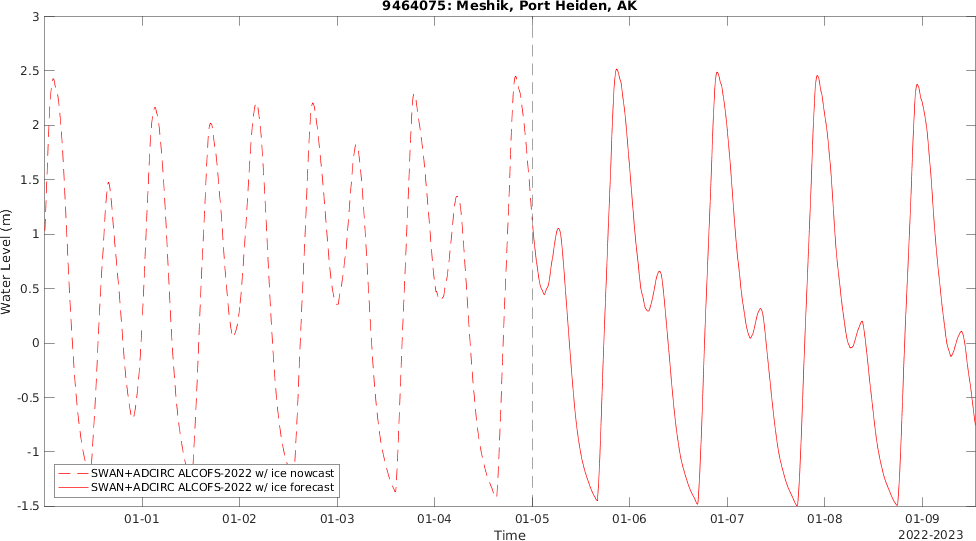 9464075: Meshik, Port Heiden, AK
3
2.5
2
1.5
1
0.5
0
-0.5
-1
-1.5
Water Level (m)
SWAN+ADCIRC ALCOFS-2022 w/ ice nowcast
SWAN+ADCIRC ALCOFS-2022 w/ ice forecast
01-01 01-02 01-03 01-04 01-05 01-06 01-07 01-08 01-09
Time
2022-2023